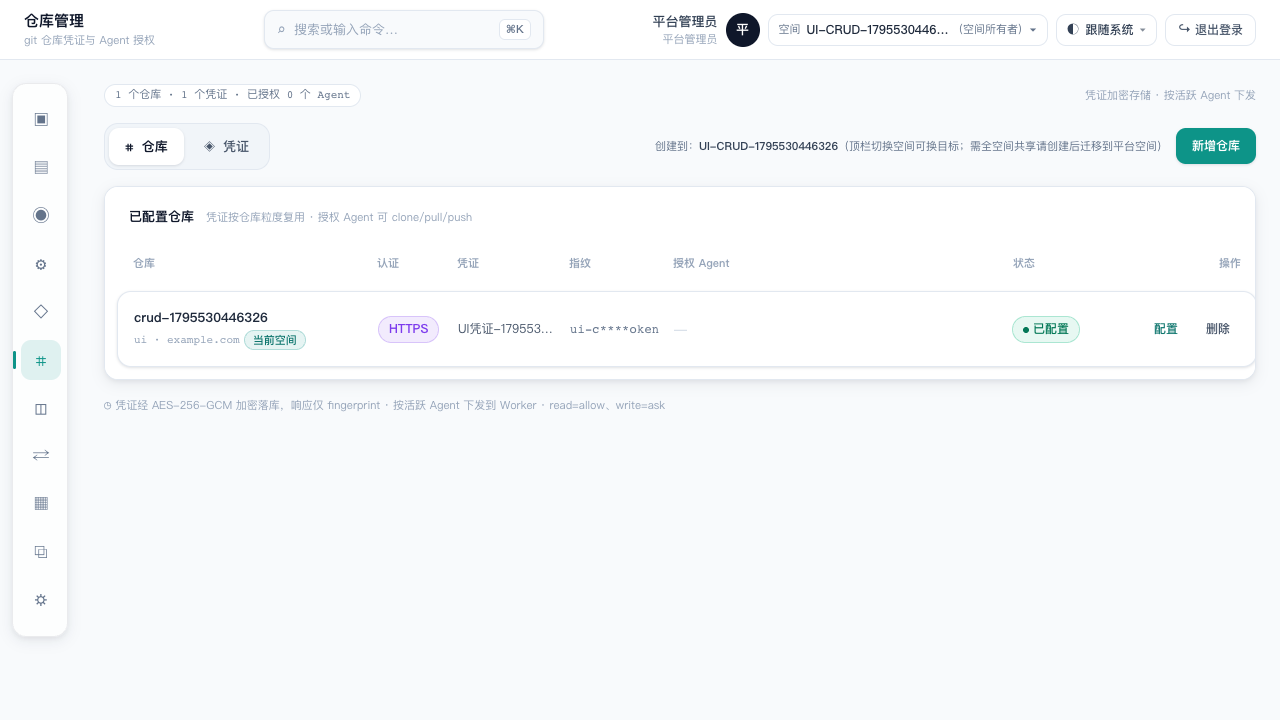 仓库管理
git 仓库凭证与 Agent 授权
搜索或输入命令…
⌘K
平台管理员
平台管理员
平
空间 UI-CRUD-1795530446… (空间所有者)
跟随系统
退出登录
1 个仓库 · 1 个凭证 · 已授权 0 个 Agent
凭证加密存储 · 按活跃 Agent 下发
仓库
凭证
创建到：UI-CRUD-1795530446326（顶栏切换空间可换目标；需全空间共享请创建后迁移到平台空间）
新增仓库
已配置仓库 凭证按仓库粒度复用 · 授权 Agent 可 clone/pull/push
仓库 认证 凭证 指纹 授权 Agent 状态 操作
crud-1795530446326
ui · example.com 当前空间
HTTPS
UI凭证-179553…
ui-c****oken
—
已配置
配置
删除
凭证经 AES-256-GCM 加密落库，响应仅 fingerprint · 按活跃 Agent 下发到 Worker · read=allow、write=ask